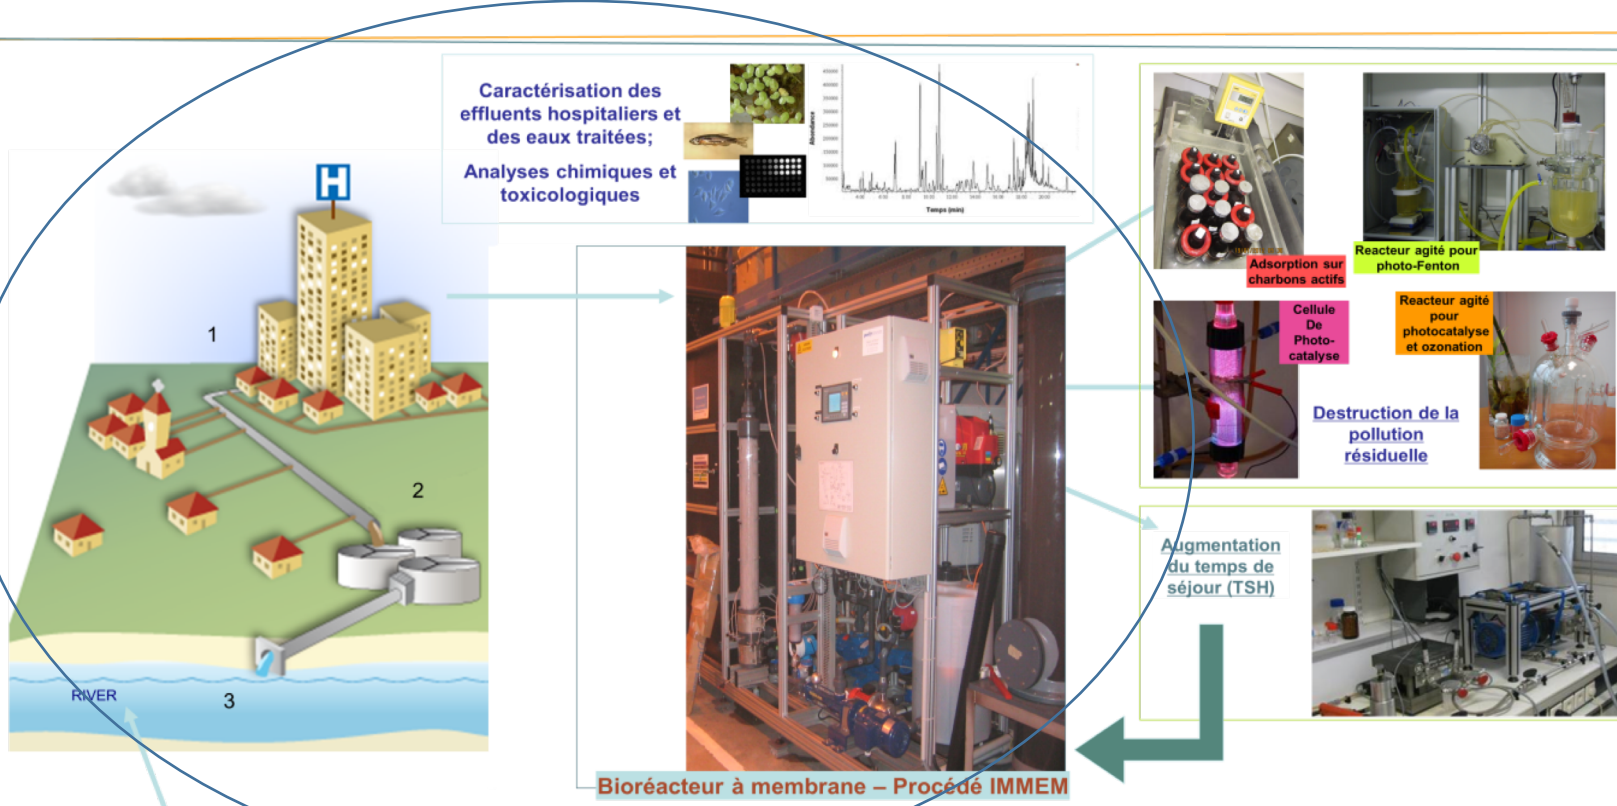 Caractérisation des
effluents hospitaliers et
des eaux traitées;
Analyses chimiques et
toxicologiques
Abundance
Temps (min)
H
1
2
3
RIVER
Bioréacteur à membrane – Procédé IMMEM
Adsorption sur
charbons actifs
Reacteur agité pour
photo-Fenton
Cellule
De
Photo-
catalyse
Reacteur agité
pour
photocatalyse
et ozonation
Destruction de la
pollution
résiduelle
Augmentation
du temps de
séjour (TSH)